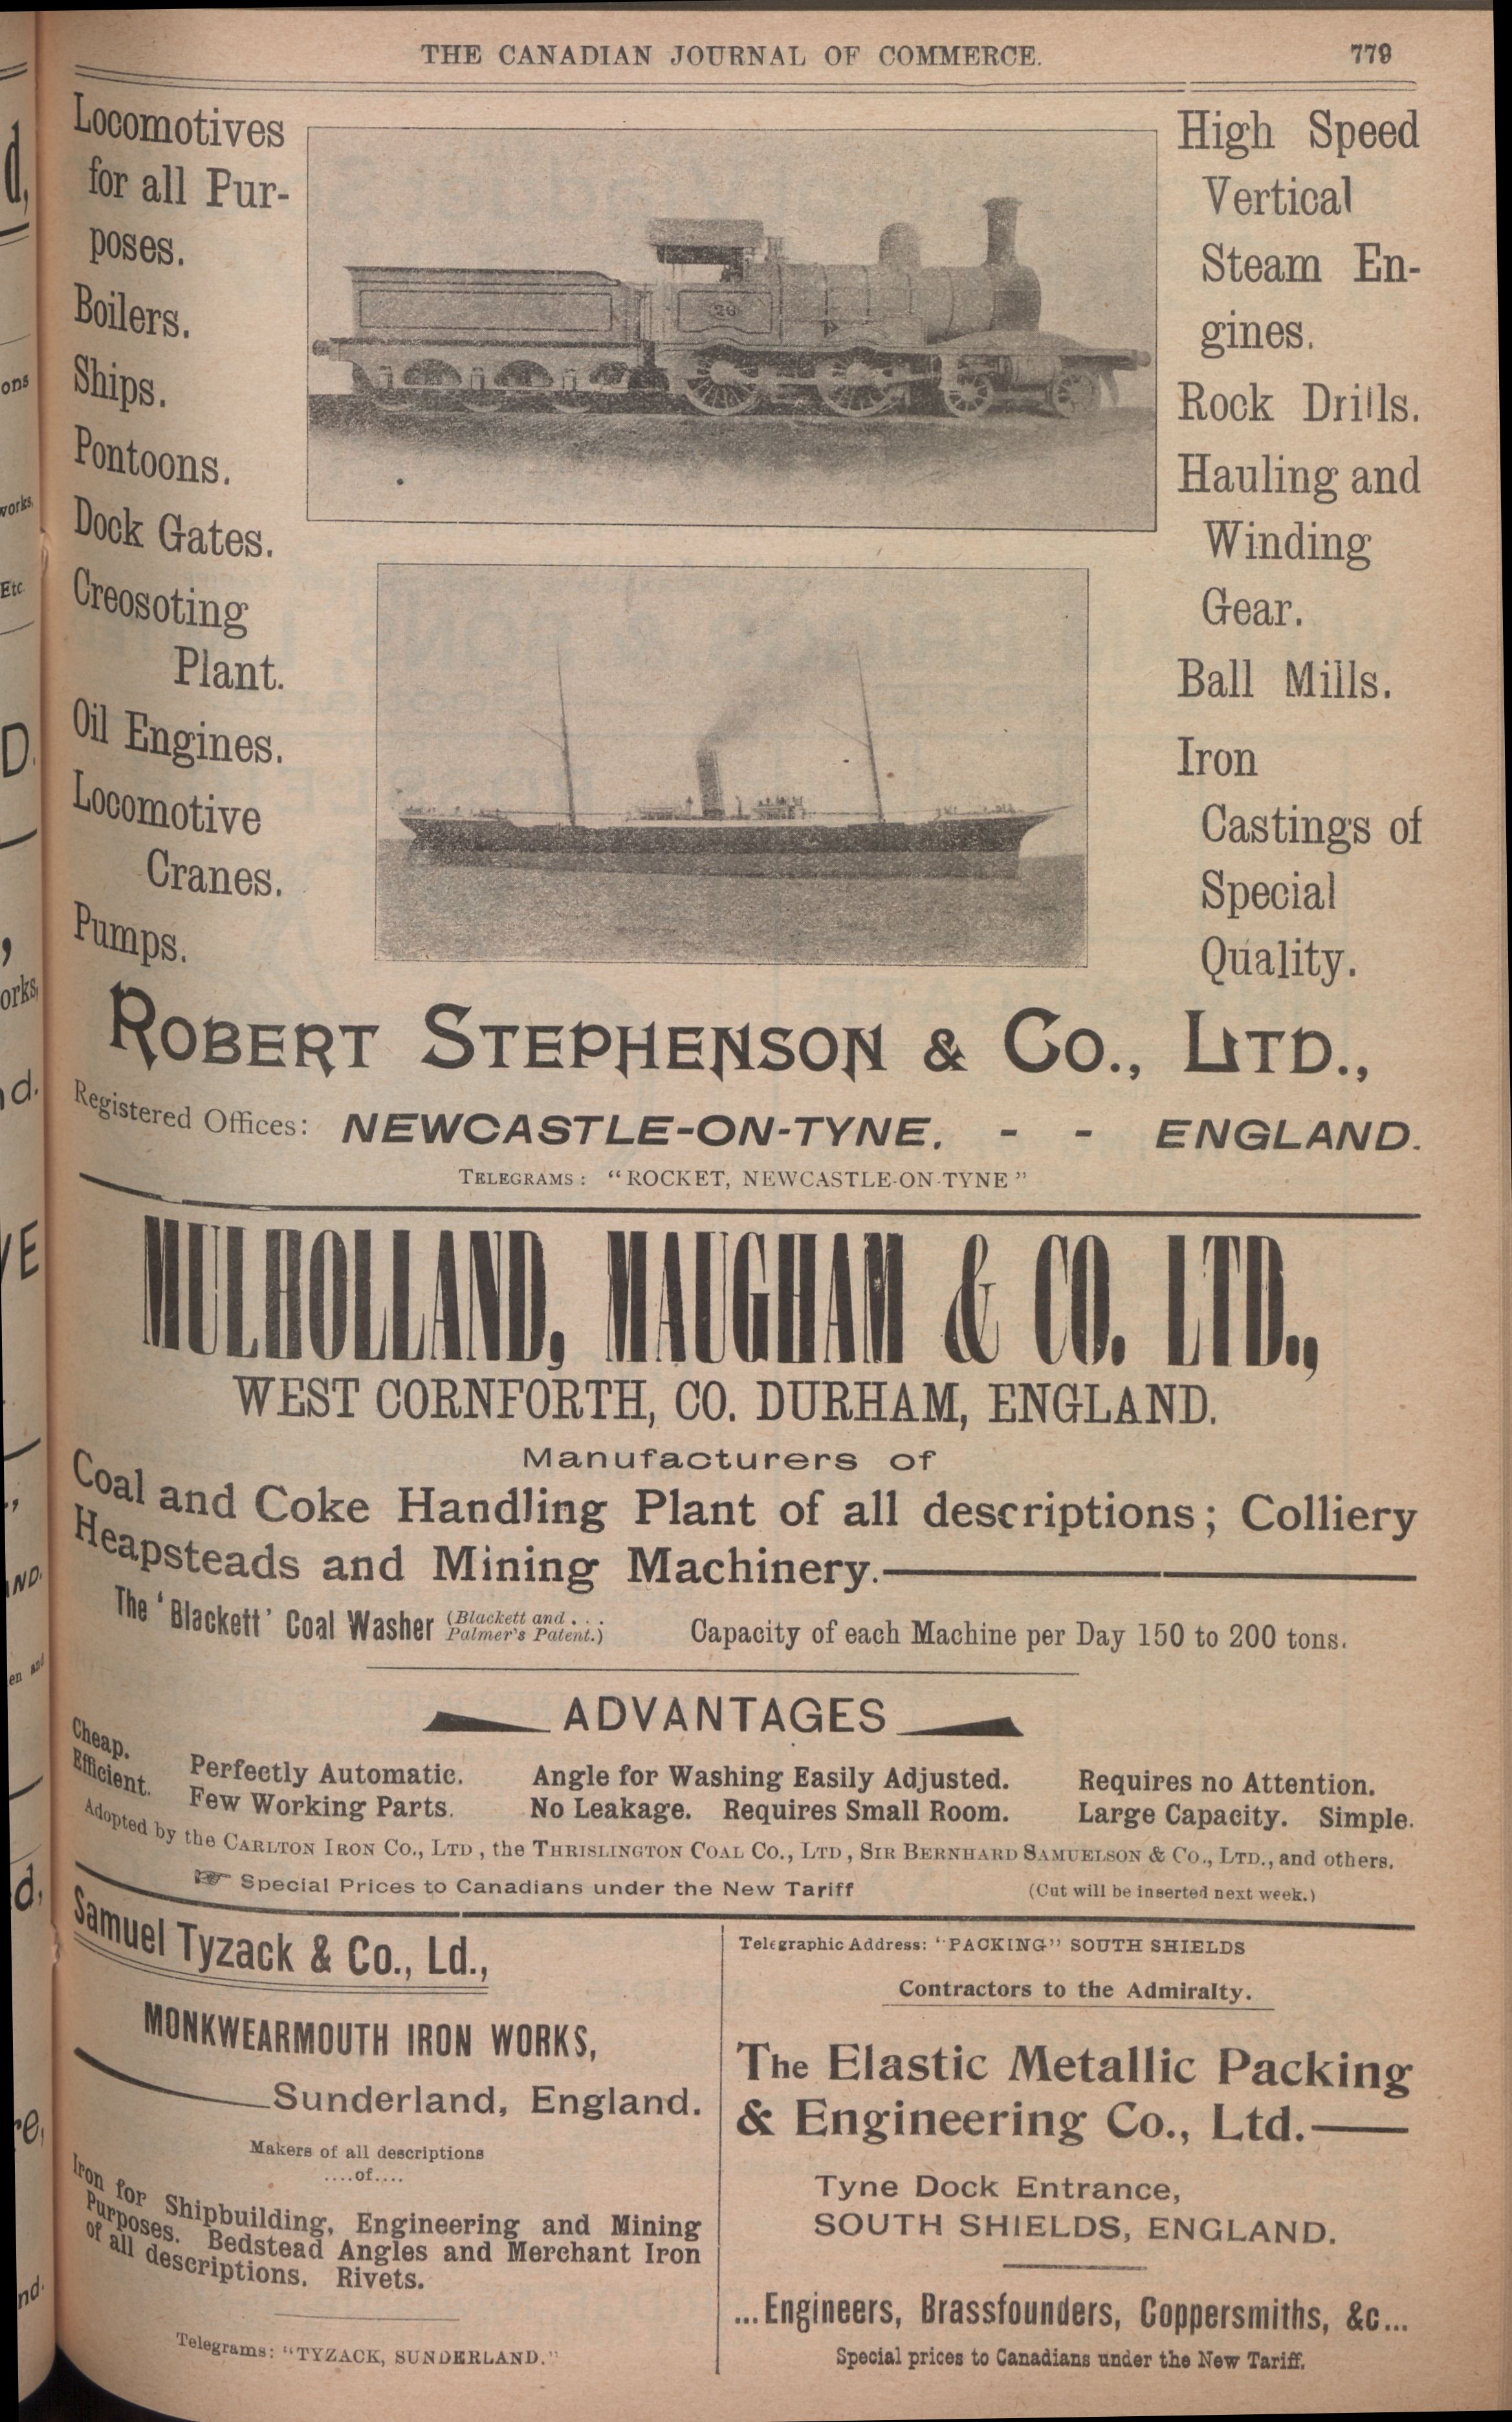 THE CANADIAN JOURNAL OF COMMERCE.
779
Locomotives
for all Pur-
poses.
Boilers.
Ships.
Pontoons.
Dock Gates.
Creosoting
Plant.
Oil Engines.
Locomotive
Cranes.
Pumps.
26
High Speed
Vertical
Steam En-
gines.
Rock Drills.
Hauling and
Winding
Gear.
Ball Mills.
Iron
Castings of
Special
Quality.
ROBERT STEPHENSON & CO., LTD.,
Registered Offices: NEWCASTLE-ON-TYNE. - - ENGLAND.
TELEGRAMS: "ROCKET, NEWCASTLE-ON-TYNE"
MULHOLLAND, MAUGHAM & CO. LTD.,
WEST CORNFORTH, CO. DURHAM, ENGLAND.
Manufacturers of
Coal and Coke Handling Plant of all descriptions; Colliery
Heapsteads and Mining Machinery.
The 'Blackett' Coal Washer (Blackett and . . . Palmer's Patent.) Capacity of each Machine per Day 150 to 200 tons.
ADVANTAGES
Cheap. Perfectly Automatic. Angle for Washing Easily Adjusted. Requires no Attention.
Efficient. Few Working Parts. No Leakage. Requires Small Room. Large Capacity. Simple.
Adopted by the CARLTON IRON CO., LTD, the THRISLINGTON COAL CO., LTD, SIR BERNHARD SAMUELSON & CO., LTD., and others.
☞ Special Prices to Canadians under the New Tariff (Cut will be inserted next week.)
Samuel Tyzack & Co., Ld.,
MONKWEARMOUTH IRON WORKS,
Sunderland, England.
Makers of all descriptions
....of....
Iron for Shipbuilding, Engineering and Mining
Purposes. Bedstead Angles and Merchant Iron
of all descriptions. Rivets.
Telegrams: "TYZACK, SUNDERLAND."
Telegraphic Address: "PACKING" SOUTH SHIELDS
Contractors to the Admiralty.
The Elastic Metallic Packing
& Engineering Co., Ltd.
Tyne Dock Entrance,
SOUTH SHIELDS, ENGLAND.
...Engineers, Brassfounders, Coppersmiths, &c...
Special prices to Canadians under the New Tariff.